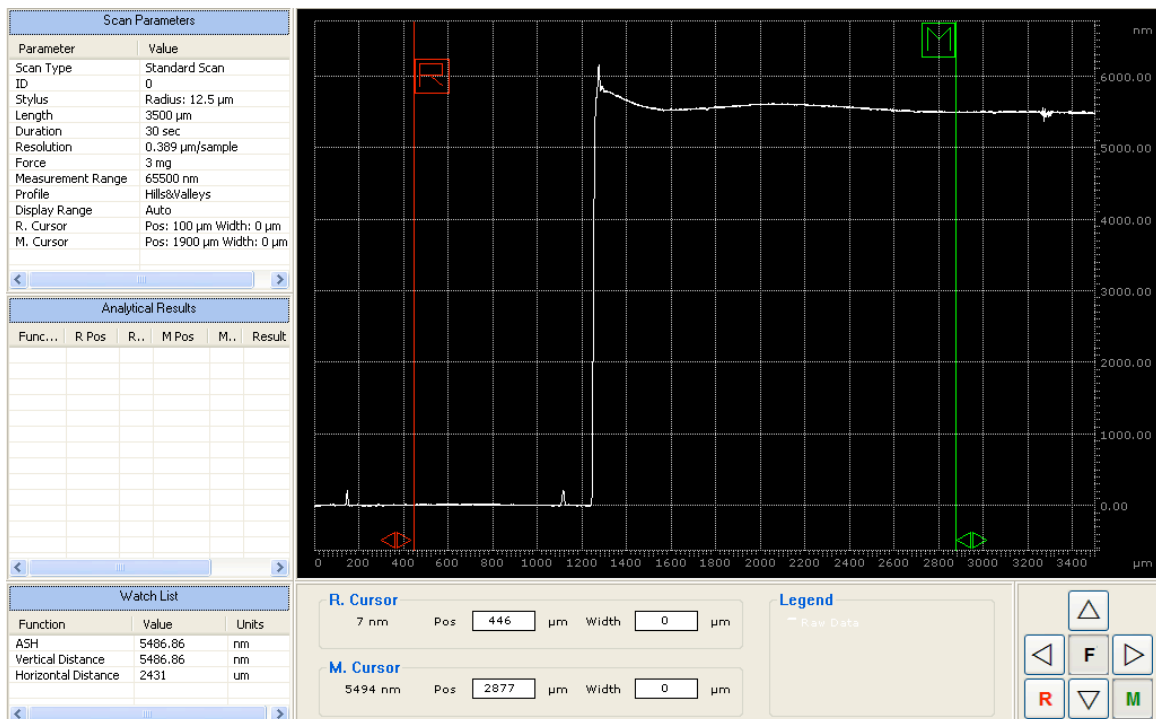 Scan Parameters
Parameter Value
Scan Type Standard Scan
ID 0
Stylus Radius: 12.5 µm
Length 3500 µm
Duration 30 sec
Resolution 0.389 µm/sample
Force 3 mg
Measurement Range 65500 nm
Profile Hills&Valleys
Display Range Auto
R. Cursor Pos: 100 µm Width: 0 µm
M. Cursor Pos: 1900 µm Width: 0 µm
Analytical Results
Func... R Pos R.. M Pos M.. Result
Watch List
Function Value Units
ASH 5486.86 nm
Vertical Distance 5486.86 nm
Horizontal Distance 2431 um
R
M
nm
6000.00
5000.00
4000.00
3000.00
2000.00
1000.00
0.00
0 200 400 600 800 1000 1200 1400 1600 1800 2000 2200 2400 2600 2800 3000 3200 3400 µm
R. Cursor
7 nm Pos 446 µm Width 0 µm
M. Cursor
5494 nm Pos 2877 µm Width 0 µm
Legend
Raw Data
F
R M